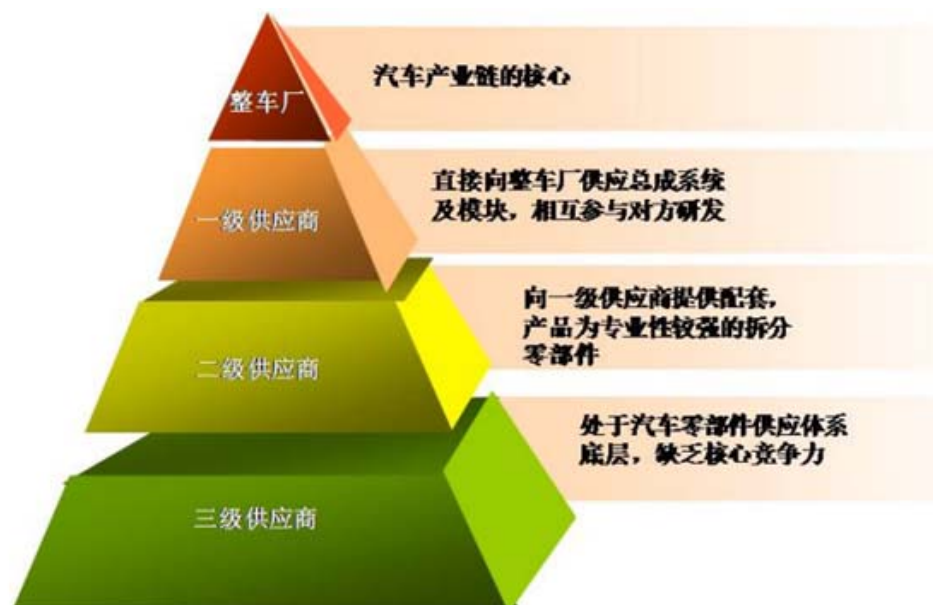 整车厂
汽车产业链的核心
一级供应商
直接向整车厂供应总成系统
及模块，相互参与对方研发
二级供应商
向一级供应商提供配套，
产品为专业性较强的拆分
零部件
三级供应商
处于汽车零部件供应体系
底层，缺乏核心竞争力